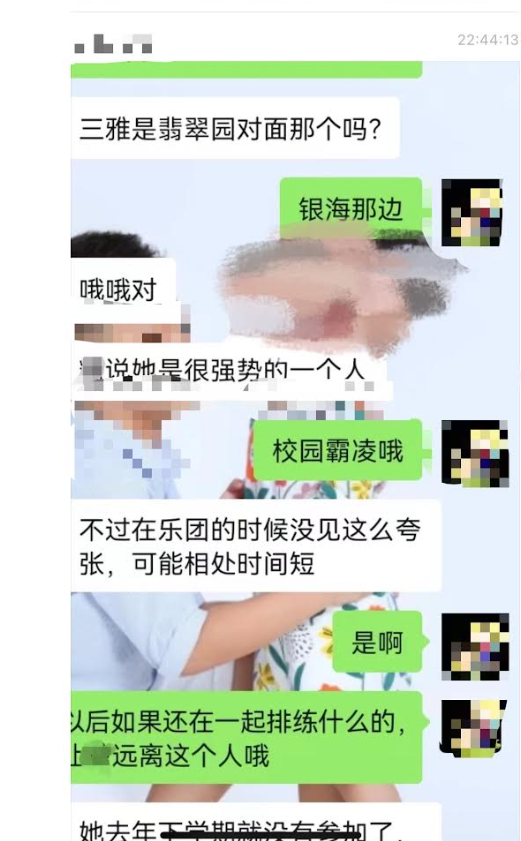 22:44:13
三雅是翡翠园对面那个吗?
银海那边
哦哦对
说她是很强势的一个人
校园霸凌哦
不过在乐团的时候没见这么夸
张，可能相处时间短
是啊
以后如果还在一起排练什么的，
让远离这个人哦
她去年下学期就没有参加了，